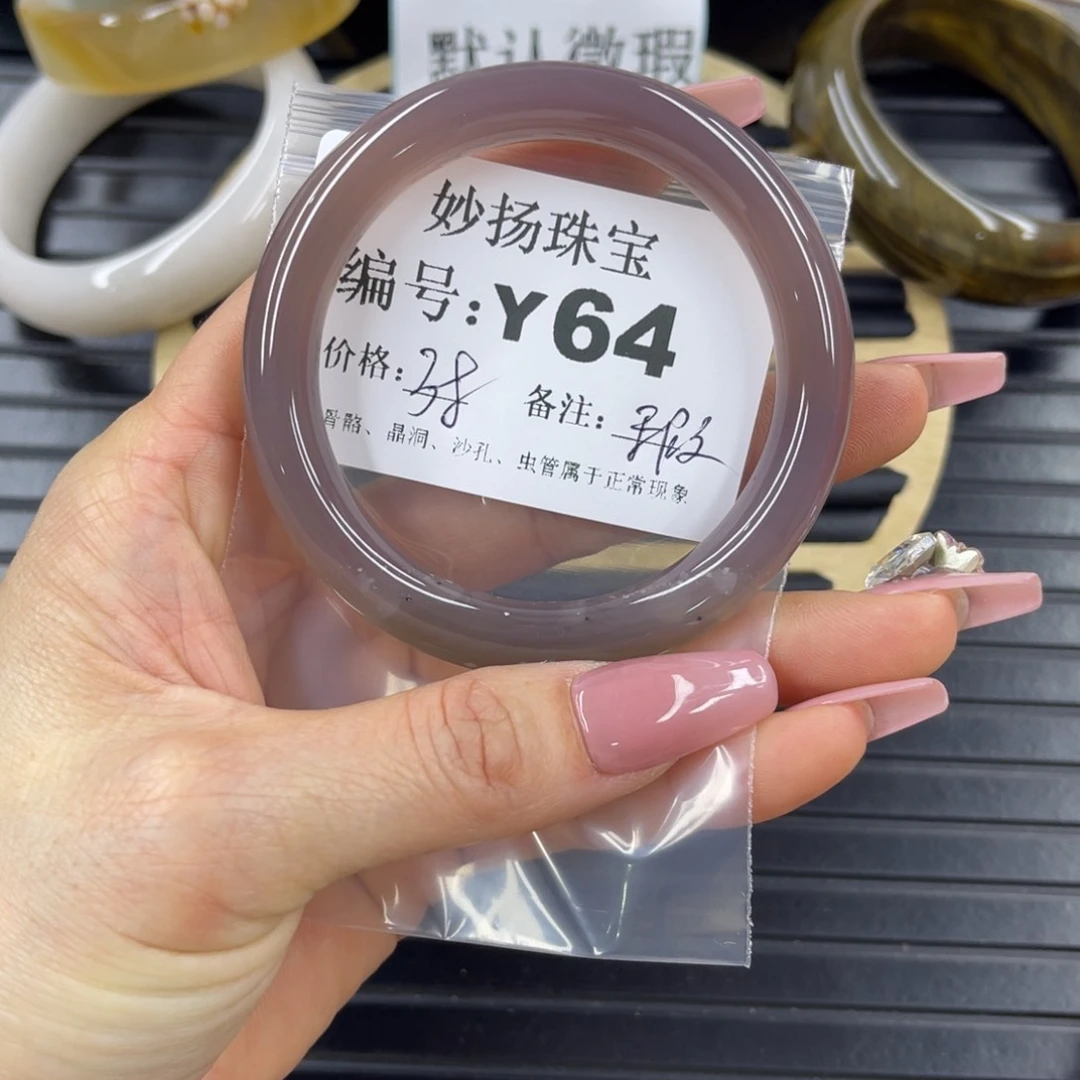 默认微瑕
妙扬珠宝
编号:Y64
价格:38 备注:
骨骼、晶洞、沙孔、虫管属于正常现象